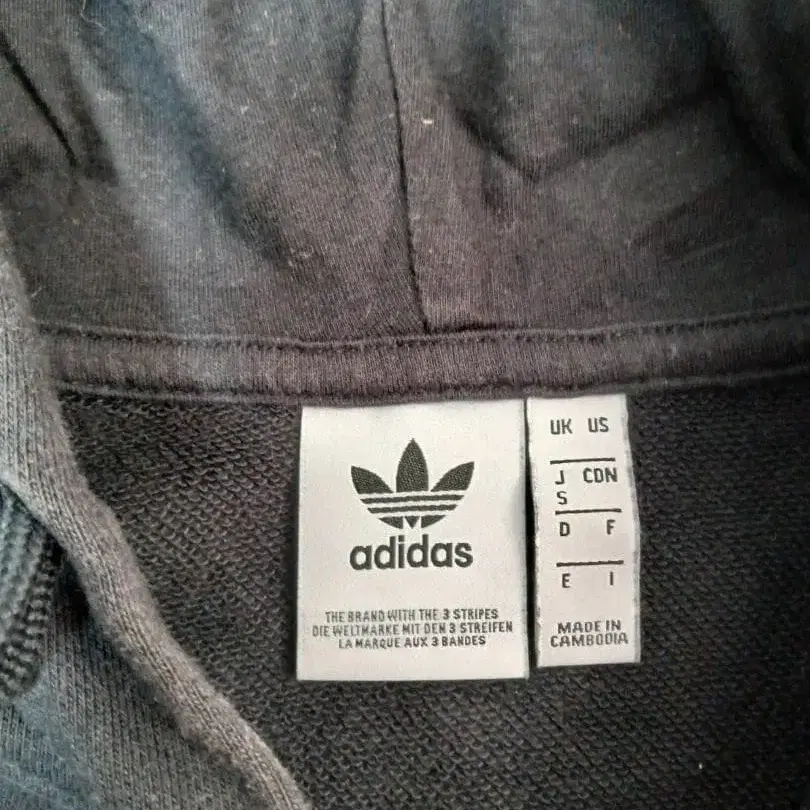 adidas
THE BRAND WITH THE 3 STRIPES
DIE WELTMARKE MIT DEN 3 STREIFEN
LA MARQUE AUX 3 BANDES
UK US
J CDN
S
D F
E I
MADE IN
CAMBODIA